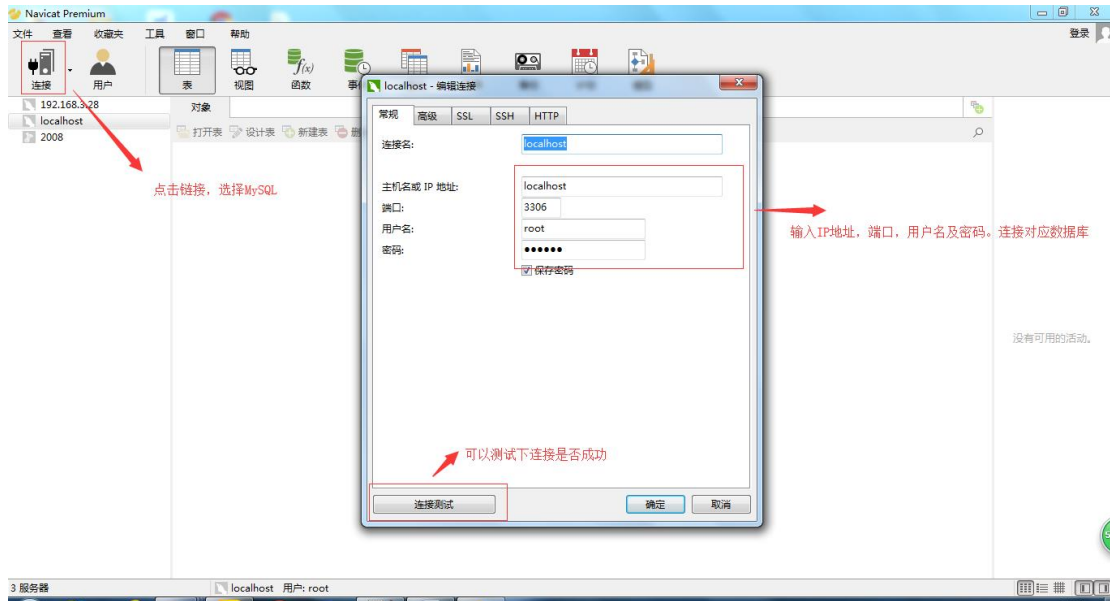 Navicat Premium
文件 查看 收藏夹 工具 窗口 帮助 登录
连接 用户 表 视图 函数
f(x)
localhost - 编辑连接
192.168.3.28
localhost
2008
对象
打开表 设计表 新建表
常规 高级 SSL SSH HTTP
连接名: localhost
点击链接，选择MySQL
主机名或 IP 地址: localhost
端口: 3306
用户名: root
密码: ●●●●●●
保存密码
输入IP地址，端口，用户名及密码。连接对应数据库
没有可用的活动。
可以测试下连接是否成功
连接测试 确定 取消
3 服务器 localhost 用户: root